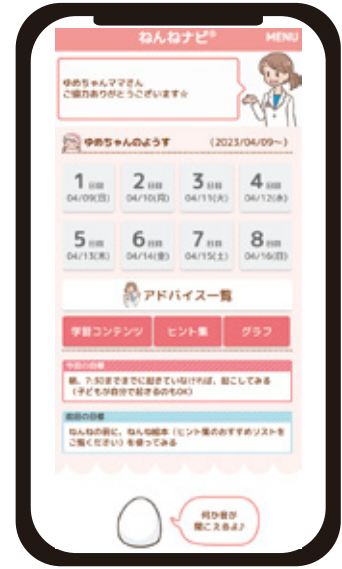 ねんねナビ®
MENU
ゆめちゃんママさん
ご協力ありがとうございます☆
ゆめちゃんのようす (2023/04/09〜)
1日目 2日目 3日目 4日目
04/09(日) 04/10(月) 04/11(火) 04/12(水)
5日目 6日目 7日目 8日目
04/13(木) 04/14(金) 04/15(土) 04/16(日)
アドバイス一覧
学習コンテンツ ヒント集 グラフ
今回の目標
朝、7:30までまでに起きていなければ、起こしてみる
(子どもが自分で起きるのもOK)
前回の目標
ねんねの前に、ねんね絵本(ヒント集のおすすめリストを
ご覧ください)を使ってみる
何か音が
聞こえるよ♪